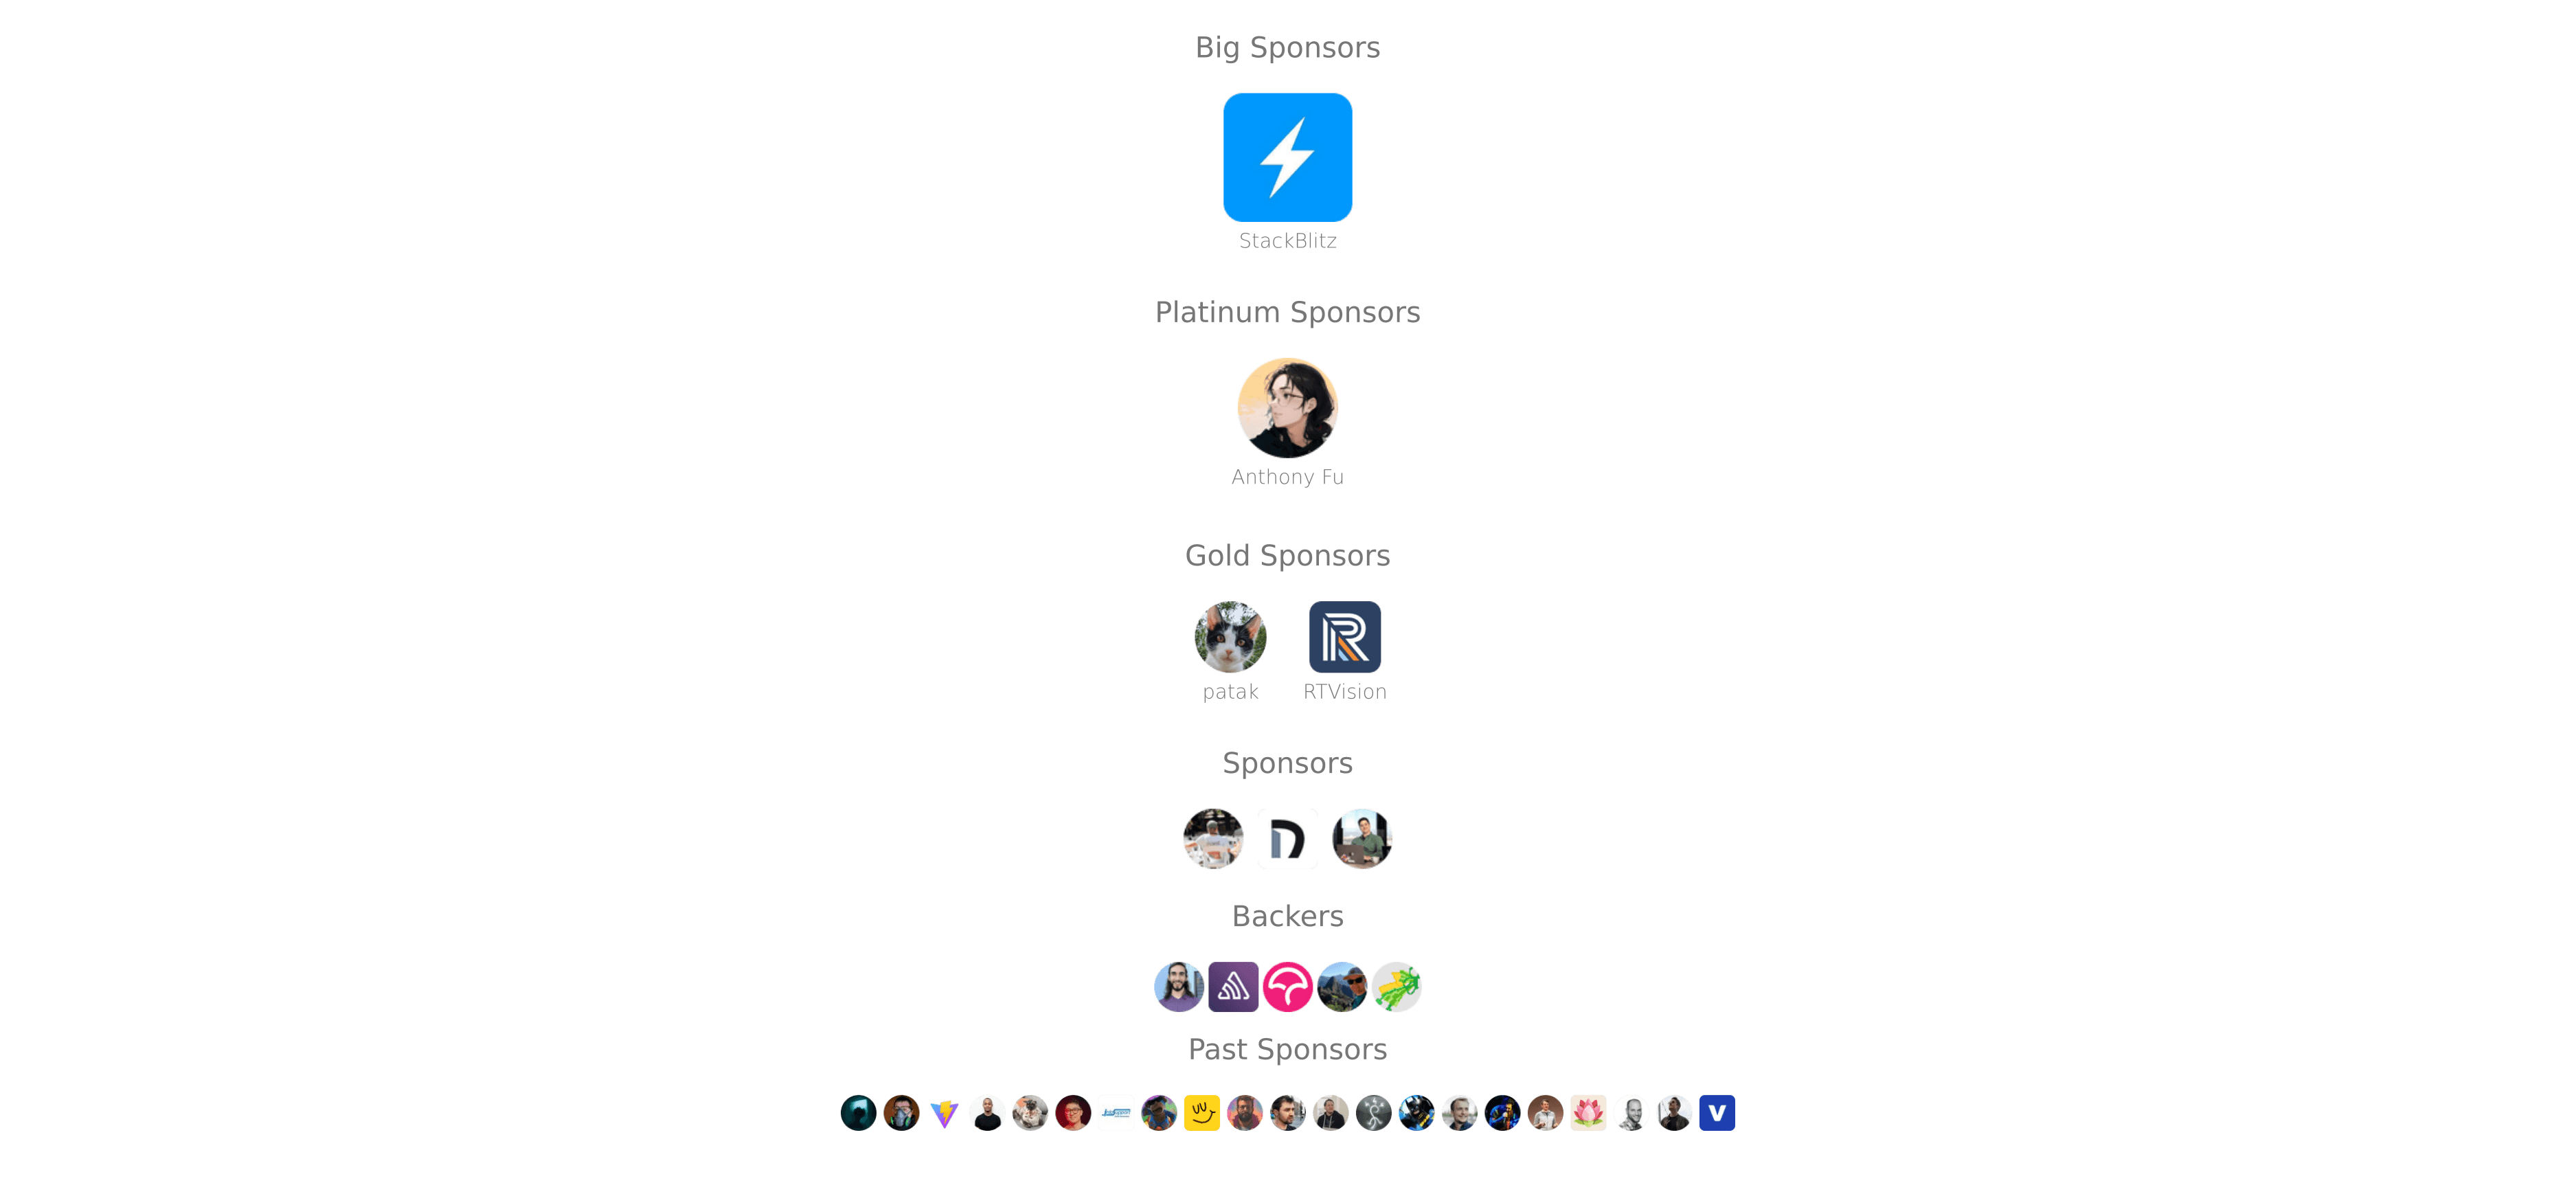 Big Sponsors
StackBlitz
Platinum Sponsors
Anthony Fu
Gold Sponsors
patak RTVision
Sponsors
Backers
Past Sponsors
V